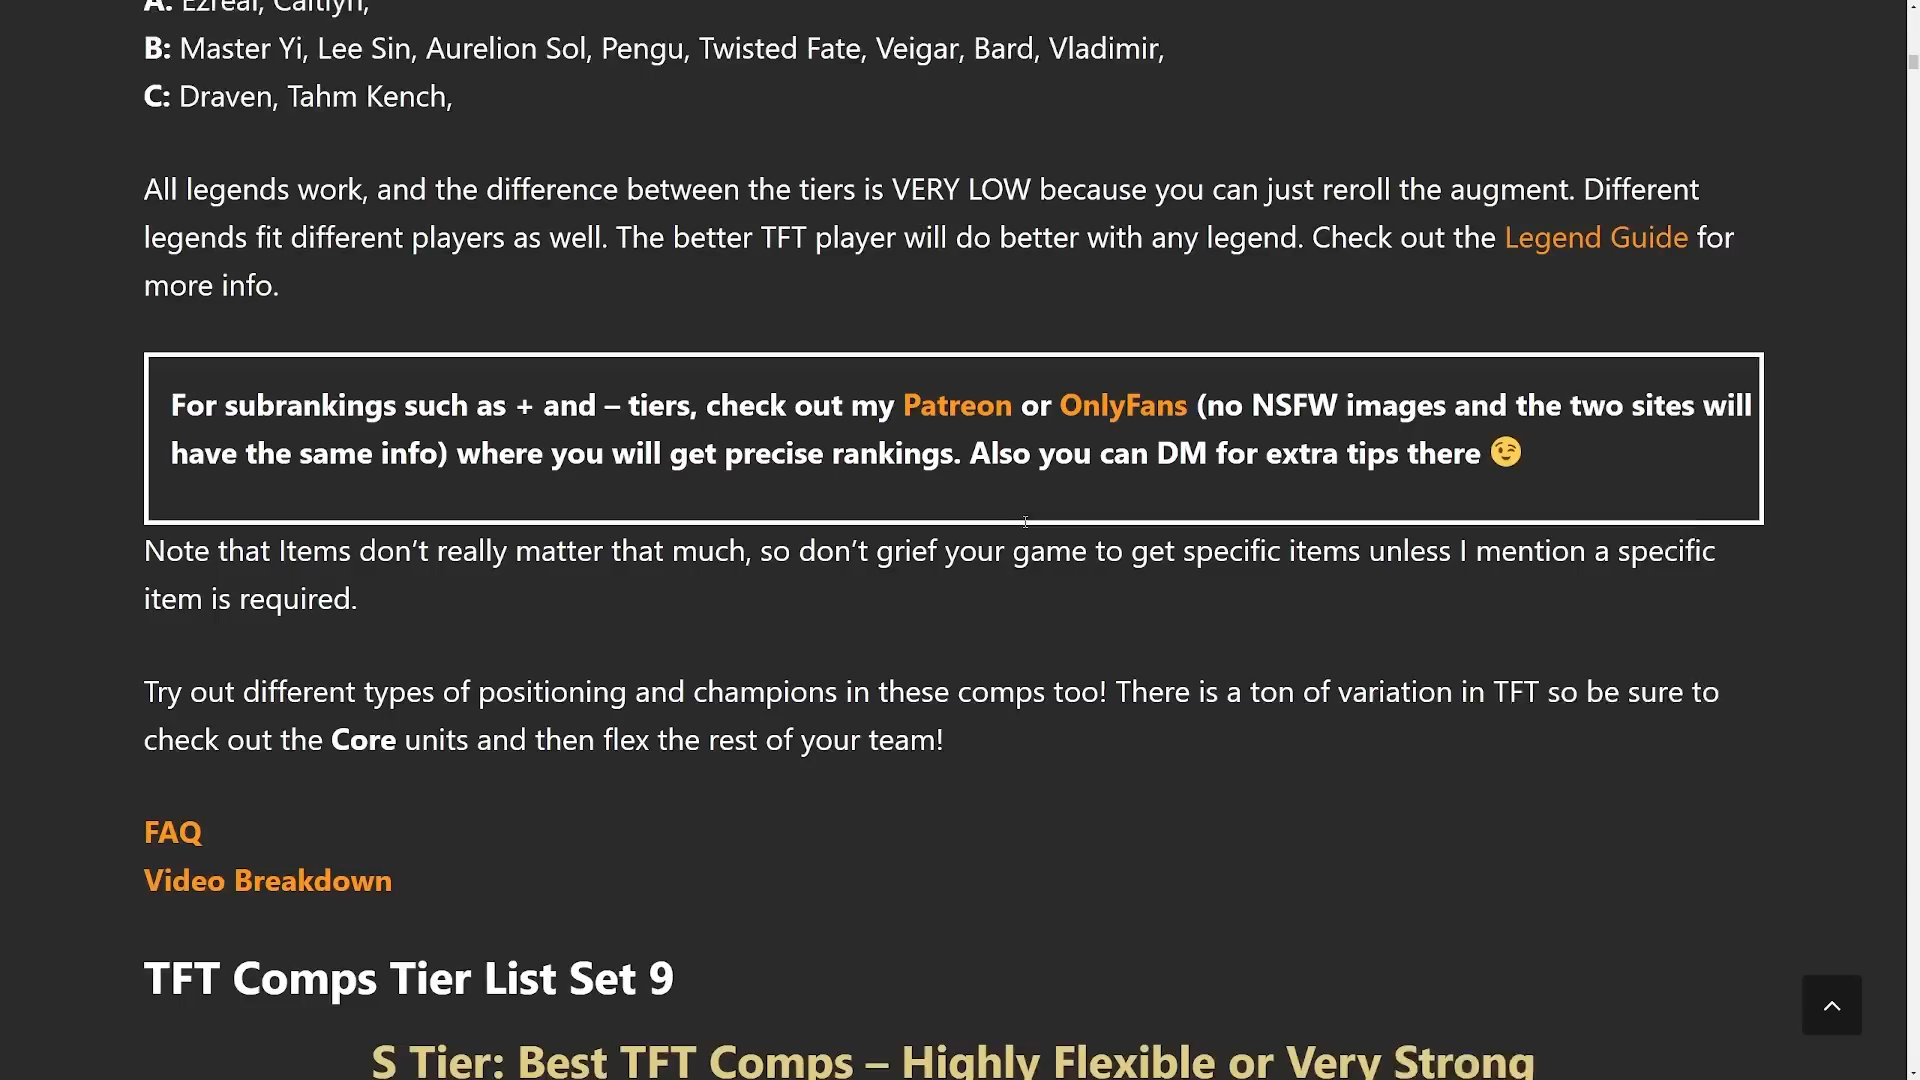 A: Ezreal, Caitlyn,
B: Master Yi, Lee Sin, Aurelion Sol, Pengu, Twisted Fate, Veigar, Bard, Vladimir,
C: Draven, Tahm Kench,
All legends work, and the difference between the tiers is VERY LOW because you can just reroll the augment. Different
legends fit different players as well. The better TFT player will do better with any legend. Check out the Legend Guide for
more info.
For subrankings such as + and – tiers, check out my Patreon or OnlyFans (no NSFW images and the two sites will
have the same info) where you will get precise rankings. Also you can DM for extra tips there 😉
Note that Items don’t really matter that much, so don’t grief your game to get specific items unless I mention a specific
item is required.
Try out different types of positioning and champions in these comps too! There is a ton of variation in TFT so be sure to
check out the Core units and then flex the rest of your team!
FAQ
Video Breakdown
TFT Comps Tier List Set 9
S Tier: Best TFT Comps – Highly Flexible or Very Strong